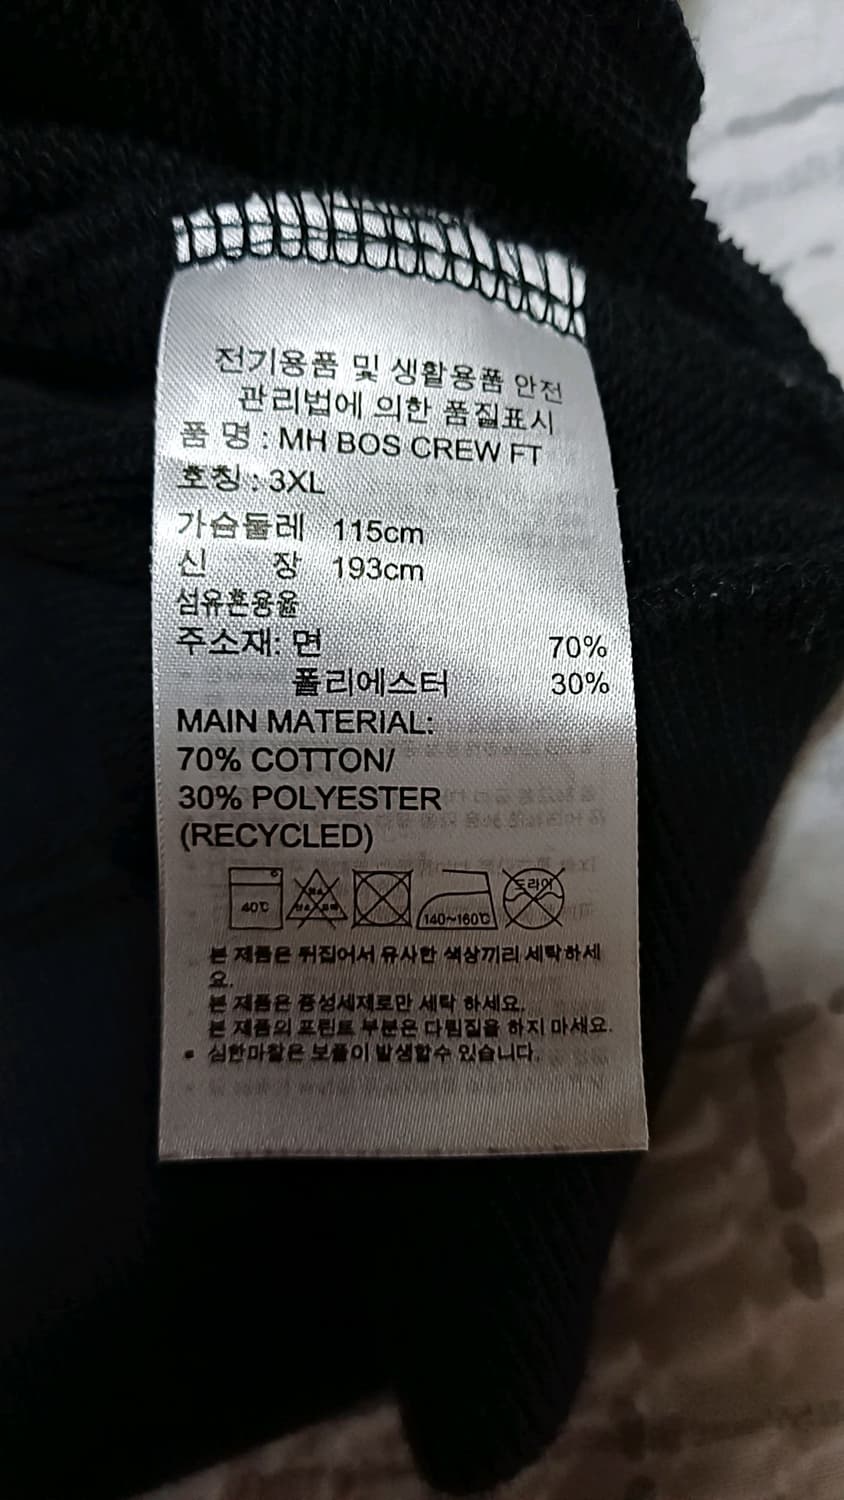 전기용품 및 생활용품 안전
관리법에 의한 품질표시
품 명 : MH BOS CREW FT
호칭 : 3XL
가슴둘레 115cm
신 장 193cm
섬유혼용율
주소재: 면 70%
폴리에스터 30%
MAIN MATERIAL:
70% COTTON/
30% POLYESTER
(RECYCLED)
40℃
140~160℃ 드라이
본 제품은 뒤집어서 유사한 색상끼리 세탁하세
요.
본 제품은 중성세제로만 세탁 하세요.
본 제품의 프린트 부분은 다림질을 하지 마세요.
• 심한마찰은 보풀이 발생할수 있습니다.